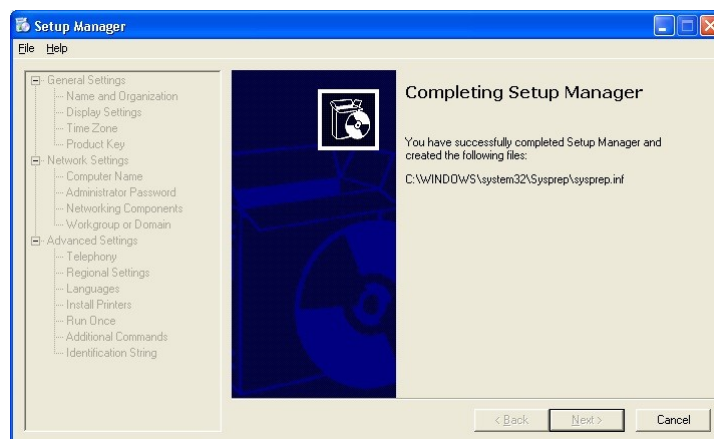 Setup Manager
File Help
General Settings
Name and Organization
Display Settings
Time Zone
Product Key
Network Settings
Computer Name
Administrator Password
Networking Components
Workgroup or Domain
Advanced Settings
Telephony
Regional Settings
Languages
Install Printers
Run Once
Additional Commands
Identification String
Completing Setup Manager
You have successfully completed Setup Manager and
created the following files:
C:\WINDOWS\system32\Sysprep\sysprep.inf
< Back
Next >
Cancel